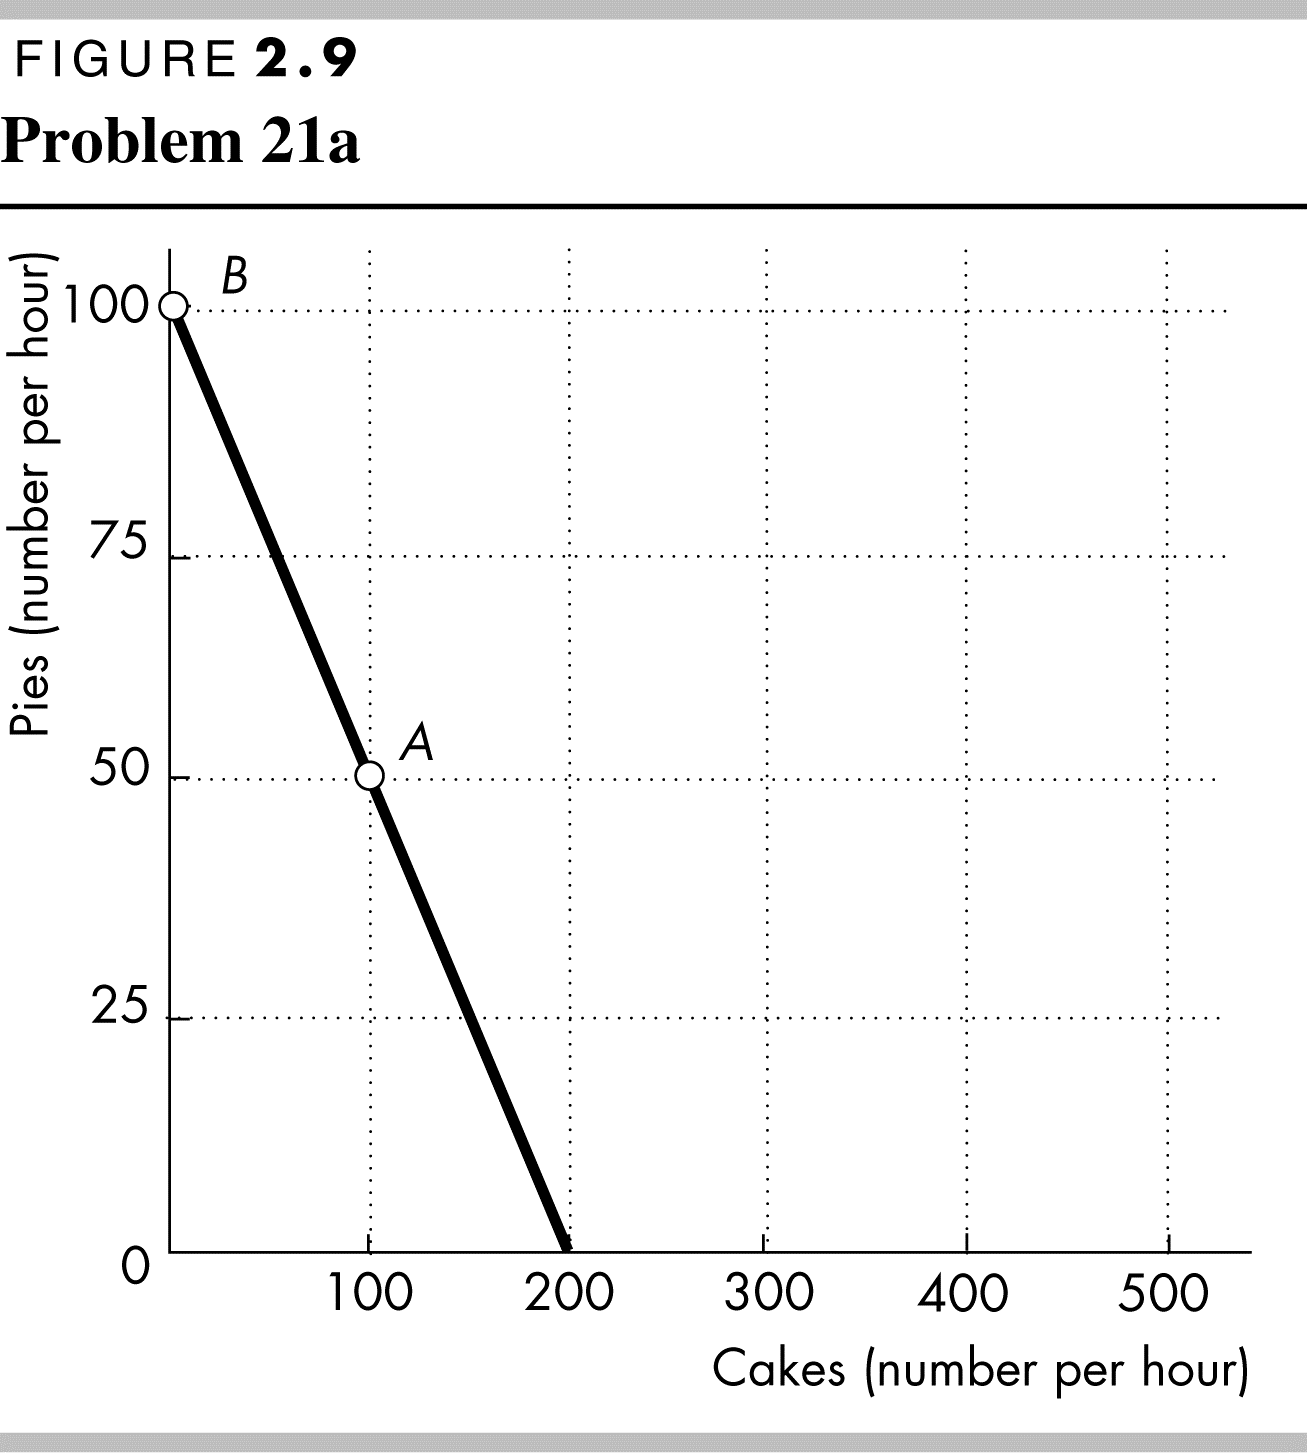 FIGURE 2.9
Problem 21a
Pies (number per hour)
B
100
75
A
50
25
0
100 200 300 400 500
Cakes (number per hour)